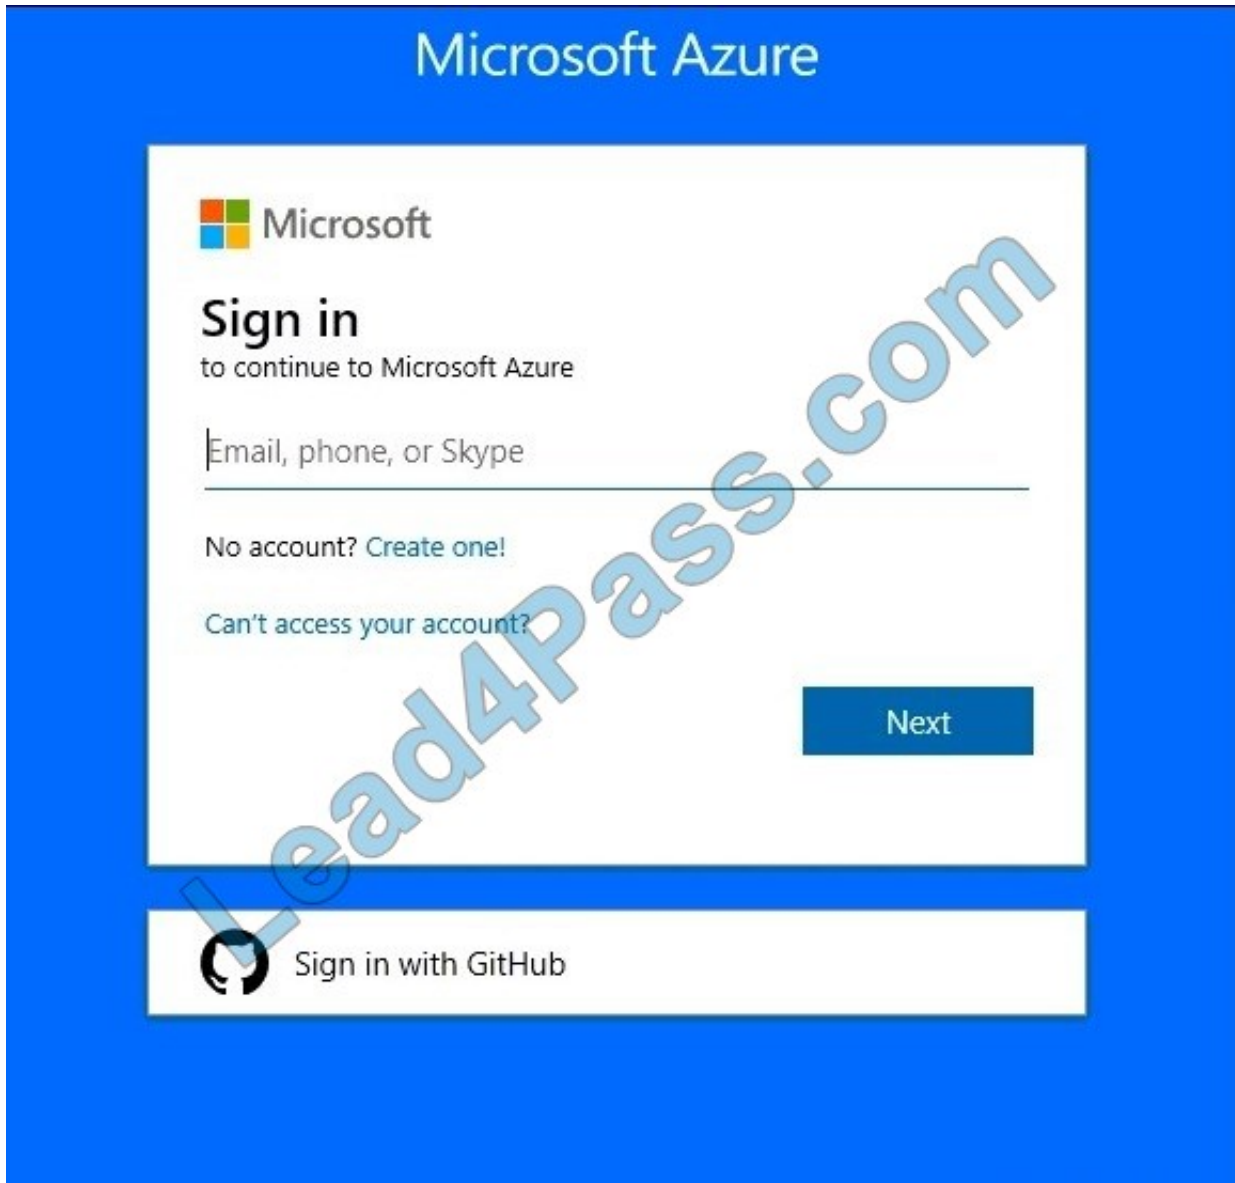 Microsoft Azure
Microsoft
Sign in
to continue to Microsoft Azure
Email, phone, or Skype
No account? Create one!
Can't access your account?
Next
Lead4Pass.com
Sign in with GitHub